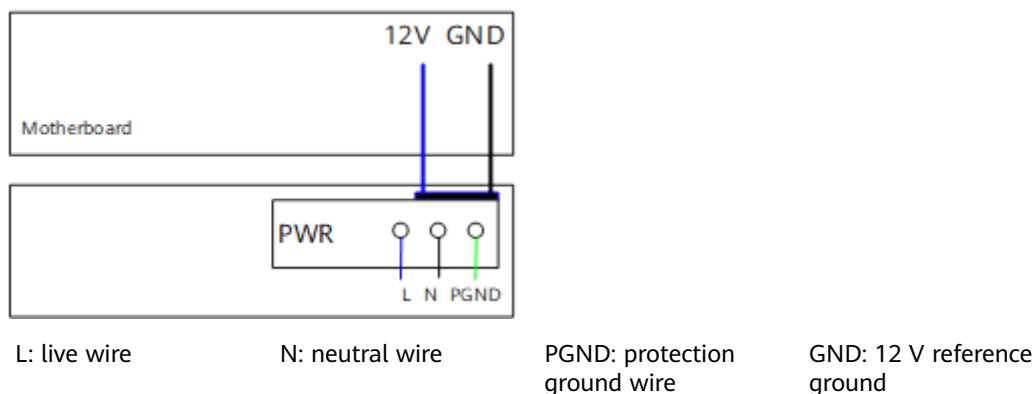 12V GND
Motherboard
PWR
L N PGND
L: live wire
N: neutral wire
PGND: protection
ground wire
GND: 12 V reference
ground